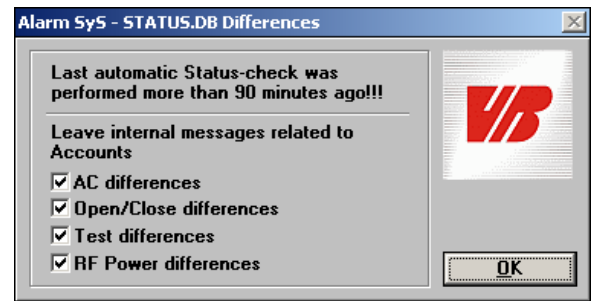 Alarm SyS - STATUS.DB Differences
Last automatic Status-check was
performed more than 90 minutes ago!!!
Leave internal messages related to
Accounts
AC differences
Open/Close differences
Test differences
RF Power differences
OK